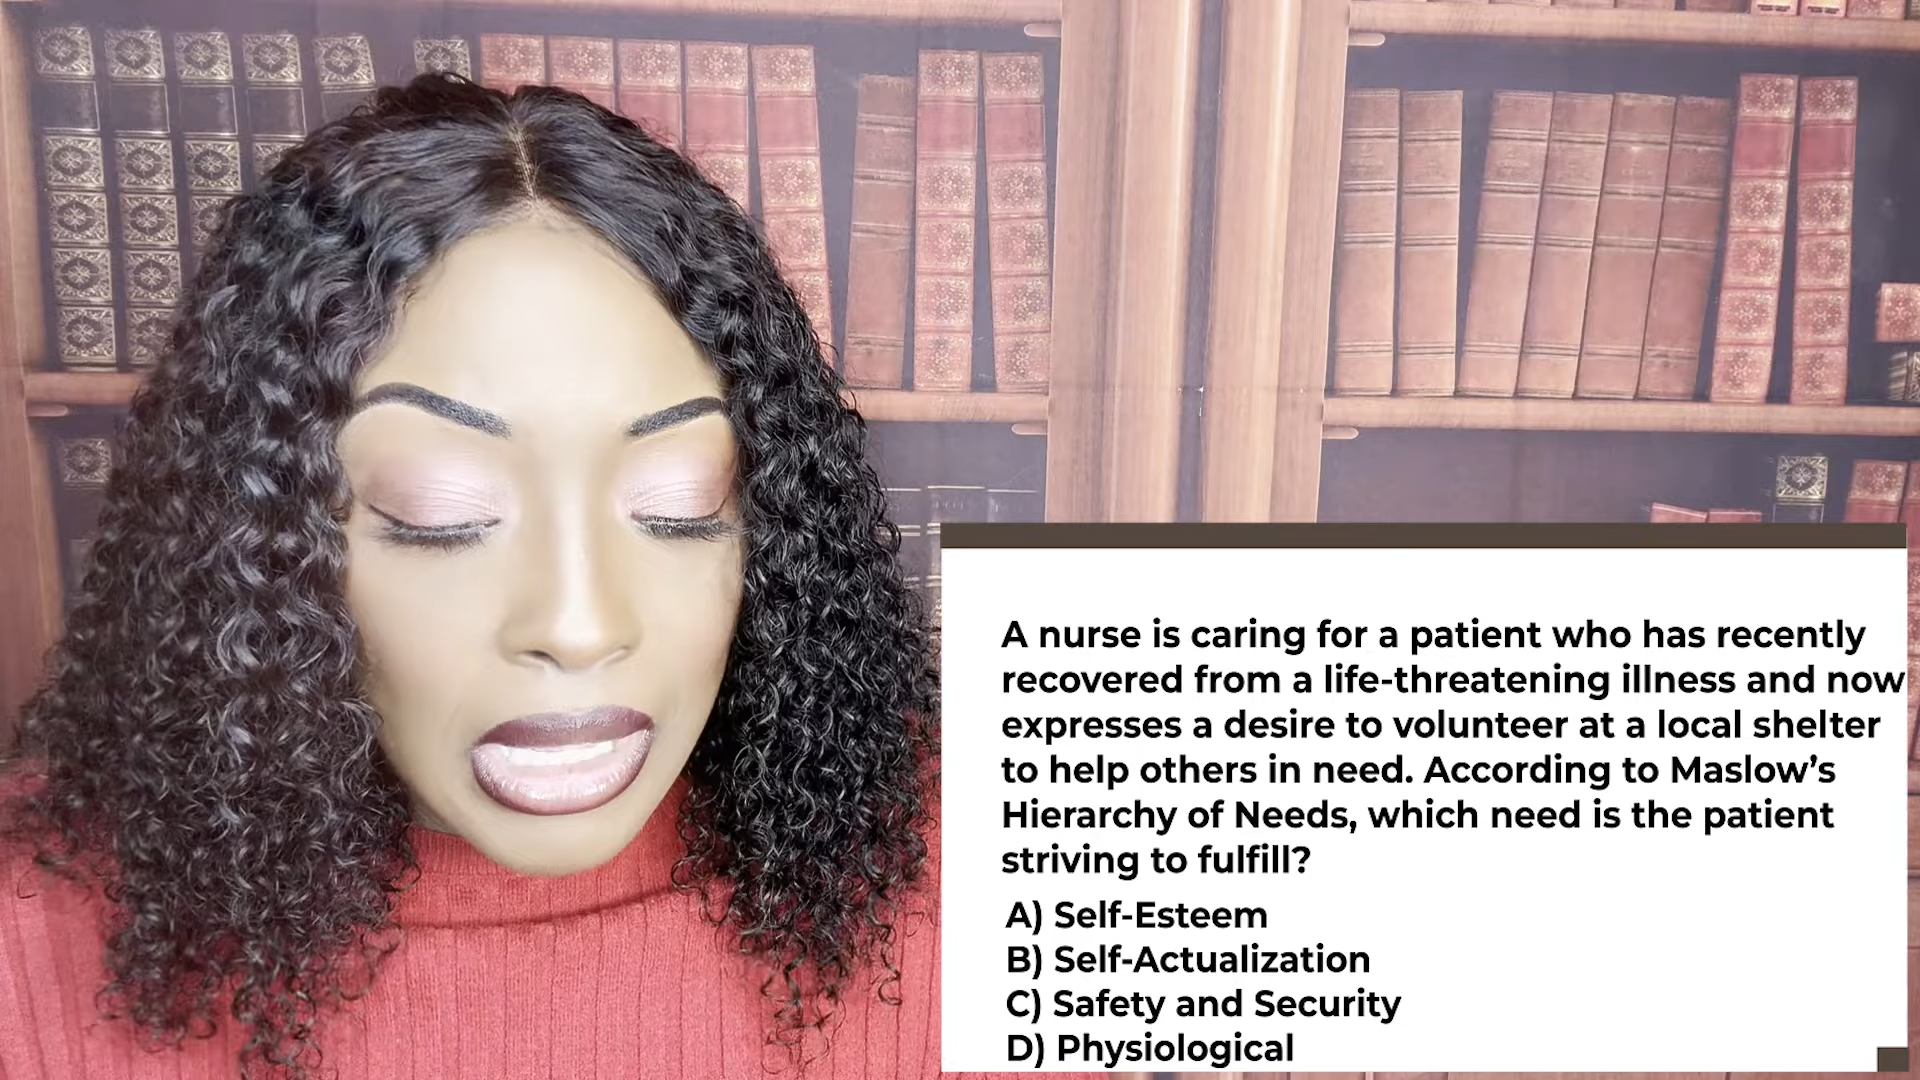 A nurse is caring for a patient who has recently
recovered from a life-threatening illness and now
expresses a desire to volunteer at a local shelter
to help others in need. According to Maslow’s
Hierarchy of Needs, which need is the patient
striving to fulfill?
A) Self-Esteem
B) Self-Actualization
C) Safety and Security
D) Physiological